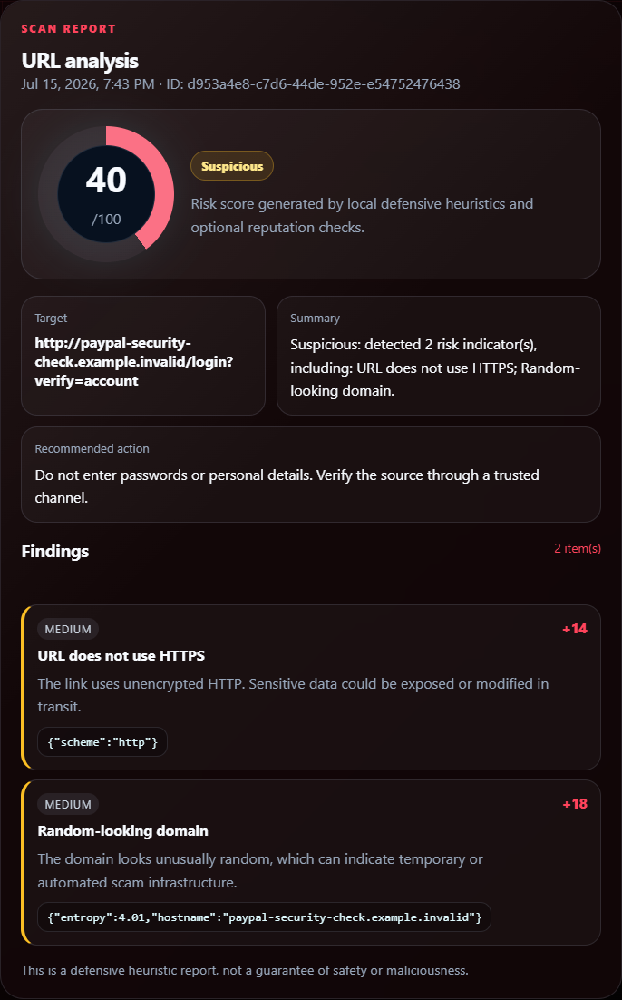 SCAN REPORT
URL analysis
Jul 15, 2026, 7:43 PM · ID: d953a4e8-c7d6-44de-952e-e54752476438
40
/100
Suspicious
Risk score generated by local defensive heuristics and
optional reputation checks.
Target
http://paypal-security-
check.example.invalid/login?
verify=account
Summary
Suspicious: detected 2 risk indicator(s),
including: URL does not use HTTPS; Random-
looking domain.
Recommended action
Do not enter passwords or personal details. Verify the source through a trusted
channel.
Findings
2 item(s)
MEDIUM
+14
URL does not use HTTPS
The link uses unencrypted HTTP. Sensitive data could be exposed or modified in
transit.
{"scheme":"http"}
MEDIUM
+18
Random-looking domain
The domain looks unusually random, which can indicate temporary or
automated scam infrastructure.
{"entropy":4.01,"hostname":"paypal-security-check.example.invalid"}
This is a defensive heuristic report, not a guarantee of safety or maliciousness.